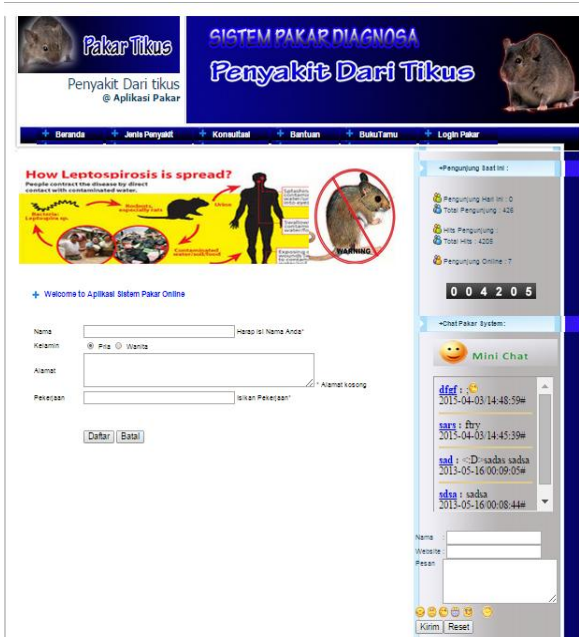 Pakar Tikus
Penyakit Dari tikus
@ Aplikasi Pakar
SISTEM PAKAR DIAGNOSA
Penyakit Dari Tikus
Beranda
Jenis Penyakit
Konsultasi
Bantuan
BukuTamu
Login Pakar
How Leptospirosis is spread?
People contract the disease by direct
contact with contaminated water.
Bacteria:
Leptospira sp.
Rodents,
especially rats
Urine
Contaminated
water/soil/food
Exposing
WARNING
+ Welcome to Aplikasi Sistem Pakar Online
Nama
Harap isi Nama Anda*
Kelamin
Pria
Wanita
Alamat
* Alamat kosong
Pekerjaan
Isikan Pekerjaan*
Daftar
Batal
Pengunjung Saat Ini :
Pengunjung Hari ini : 0
Total Pengunjung : 426
Hits Pengunjung :
Total Hits : 4205
Pengunjung Online : 7
004205
Chat Pakar System:
Mini Chat
dfgf : ;
2015-04-03/14:48:59#
sars : ftry
2015-04-03/14:45:39#
sad : <:D>sadas sadsa
2013-05-16/00:09:05#
sdsa : sadsa
2013-05-16/00:08:44#
Nama :
Website :
Pesan
Kirim
Reset